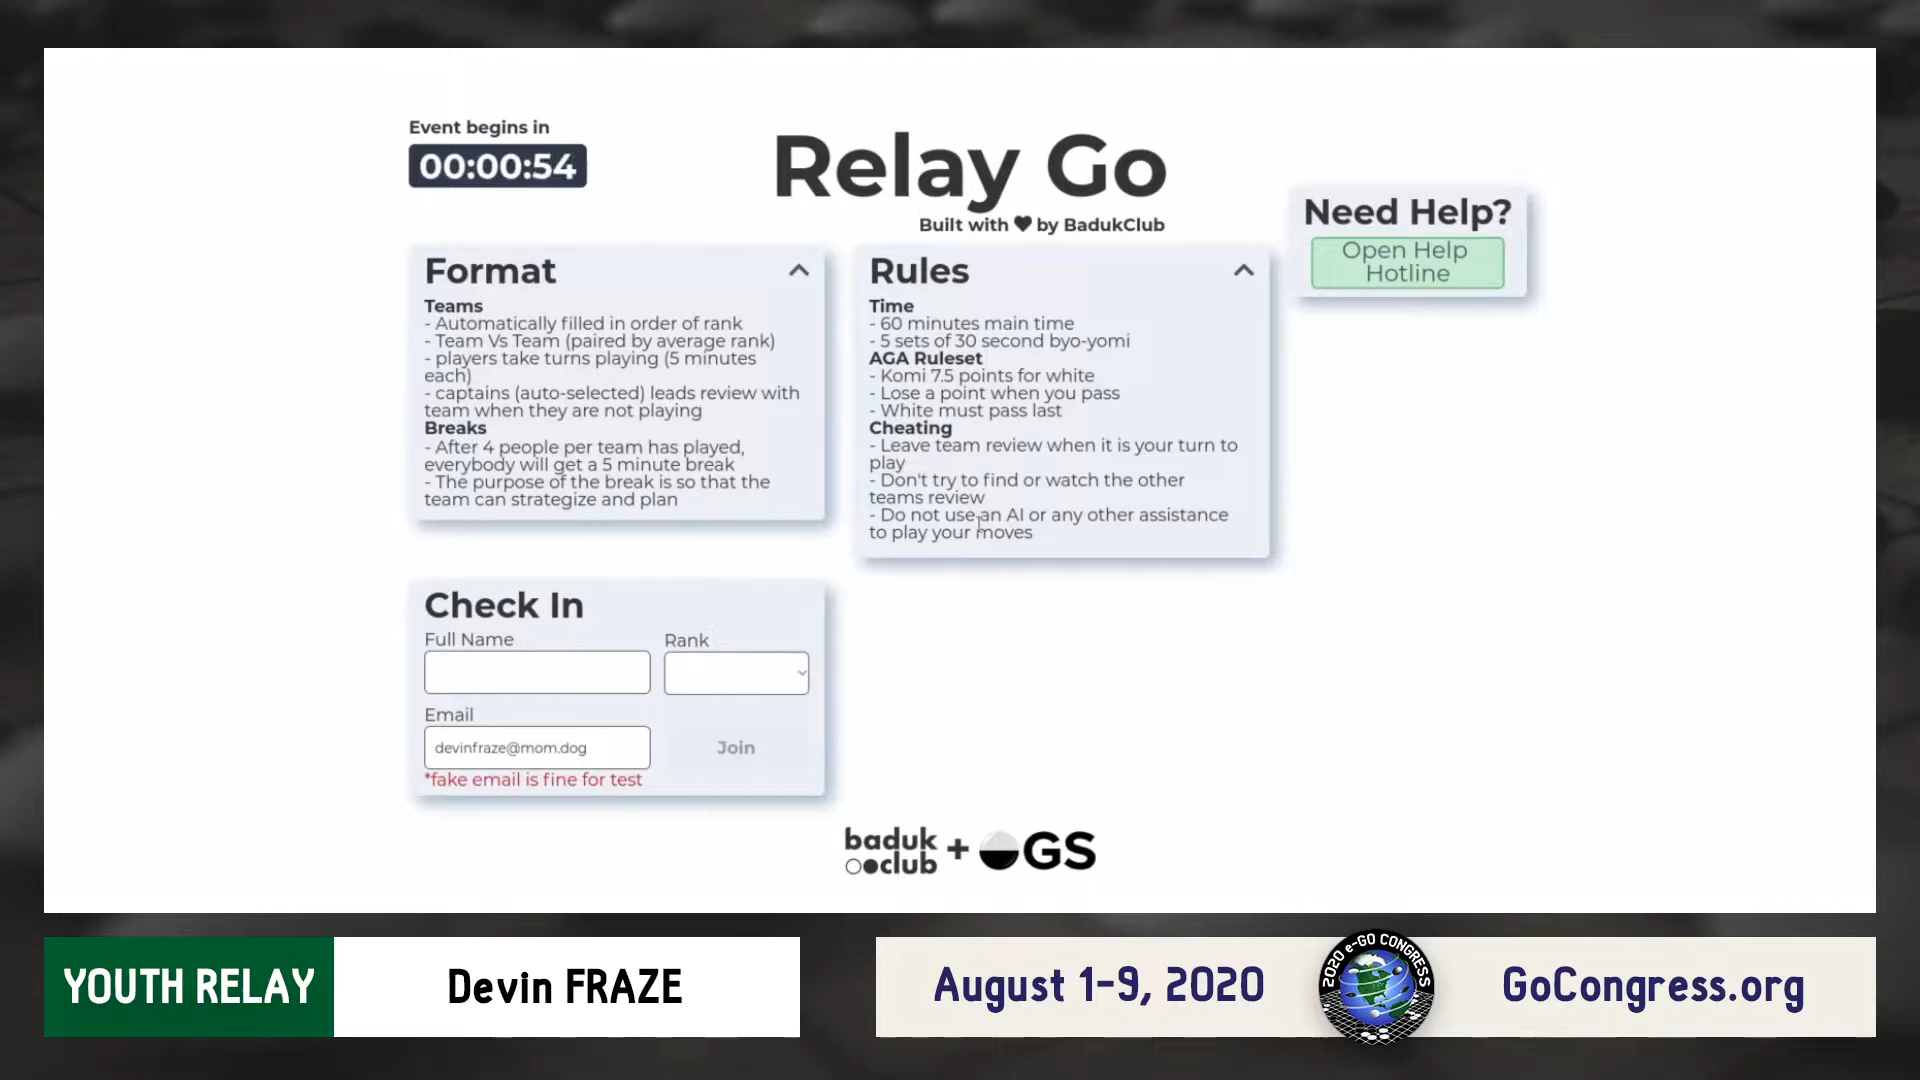 Event begins in
00:00:54
Relay Go
Built with ♥ by BadukClub
Need Help?
Open Help
Hotline
Format
Teams
- Automatically filled in order of rank
- Team Vs Team (paired by average rank)
- players take turns playing (5 minutes
each)
- captains (auto-selected) leads review with
team when they are not playing
Breaks
- After 4 people per team has played,
everybody will get a 5 minute break
- The purpose of the break is so that the
team can strategize and plan
Rules
Time
- 60 minutes main time
- 5 sets of 30 second byo-yomi
AGA Ruleset
- Komi 7.5 points for white
- Lose a point when you pass
- White must pass last
Cheating
- Leave team review when it is your turn to
play
- Don't try to find or watch the other
teams review
- Do not use an AI or any other assistance
to play your moves
Check In
Full Name
Rank
Email
devinfraze@mom.dog
Join
*fake email is fine for test
baduk
club
+
OGS
YOUTH RELAY
Devin FRAZE
August 1-9, 2020
2020 e-GO CONGRESS
GoCongress.org